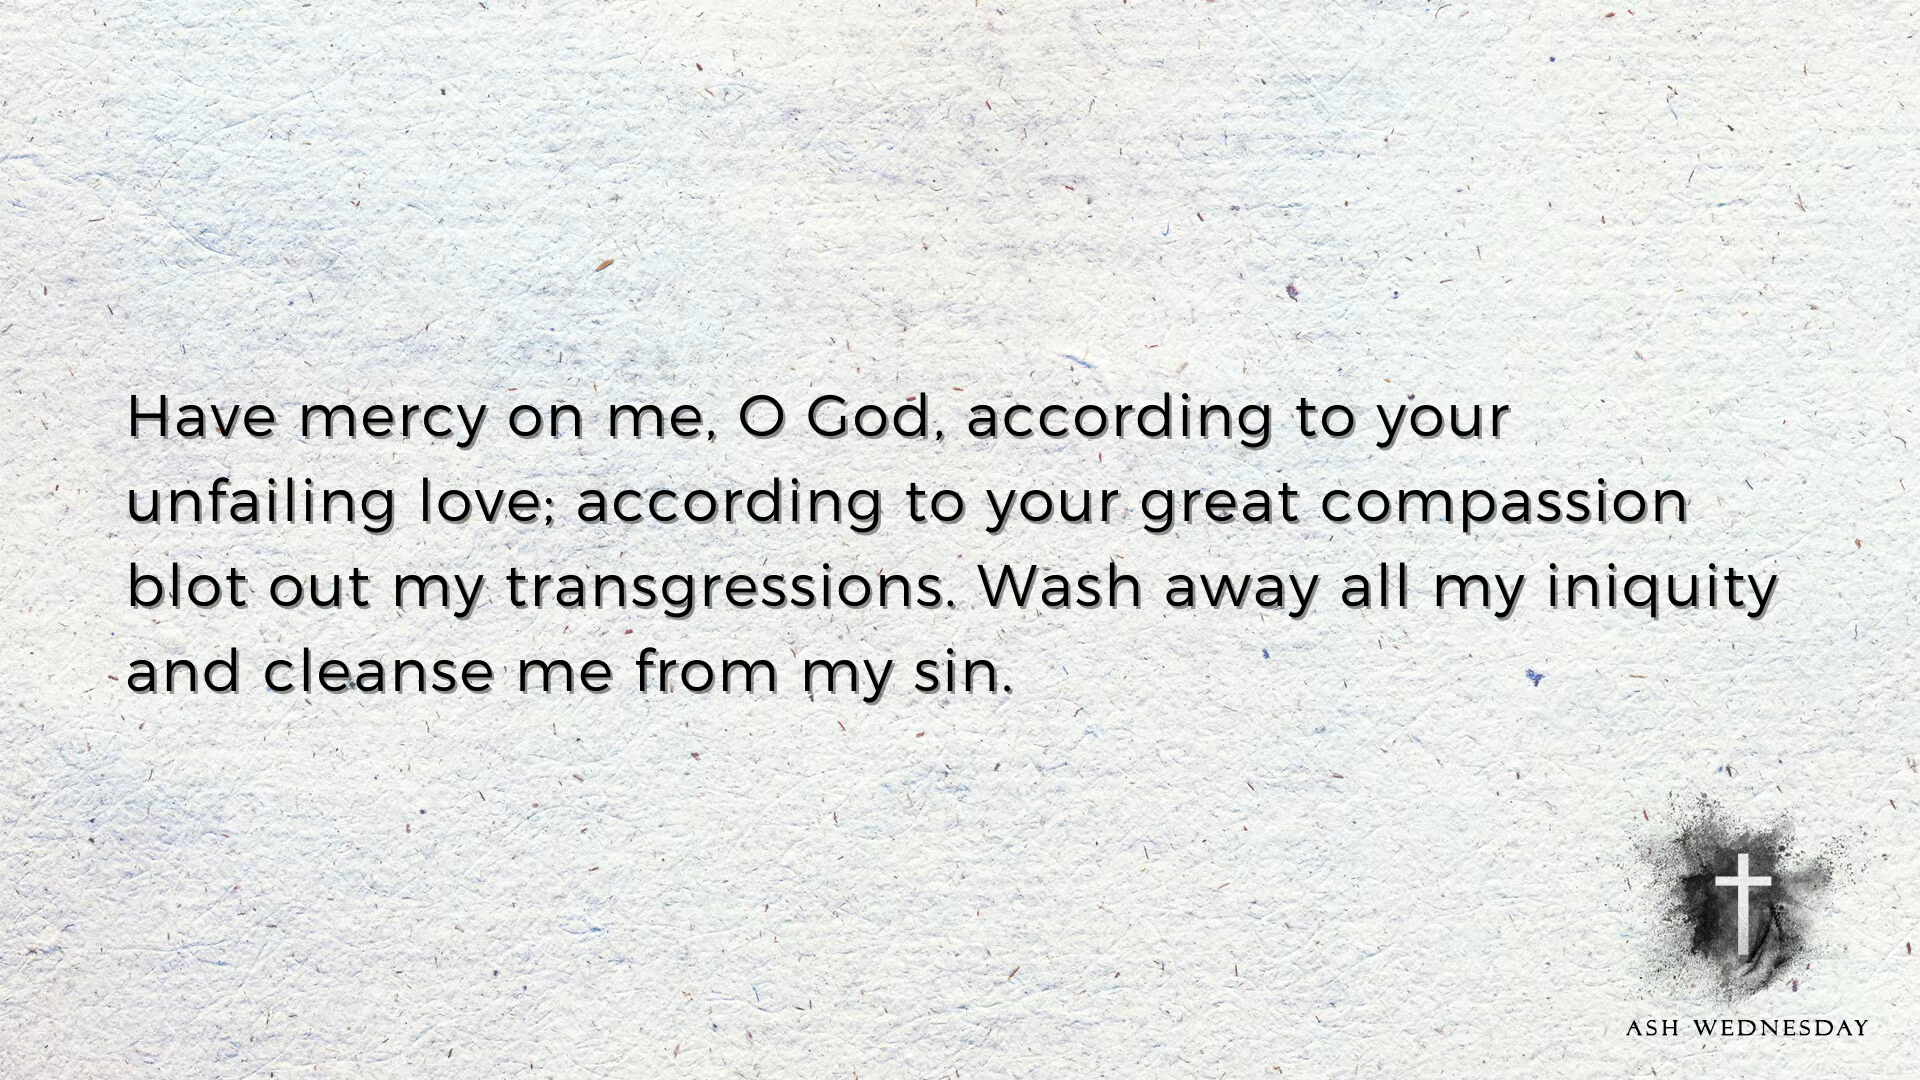 Have mercy on me, O God, according to your
unfailing love; according to your great compassion
blot out my transgressions. Wash away all my iniquity
and cleanse me from my sin.
ASH WEDNESDAY